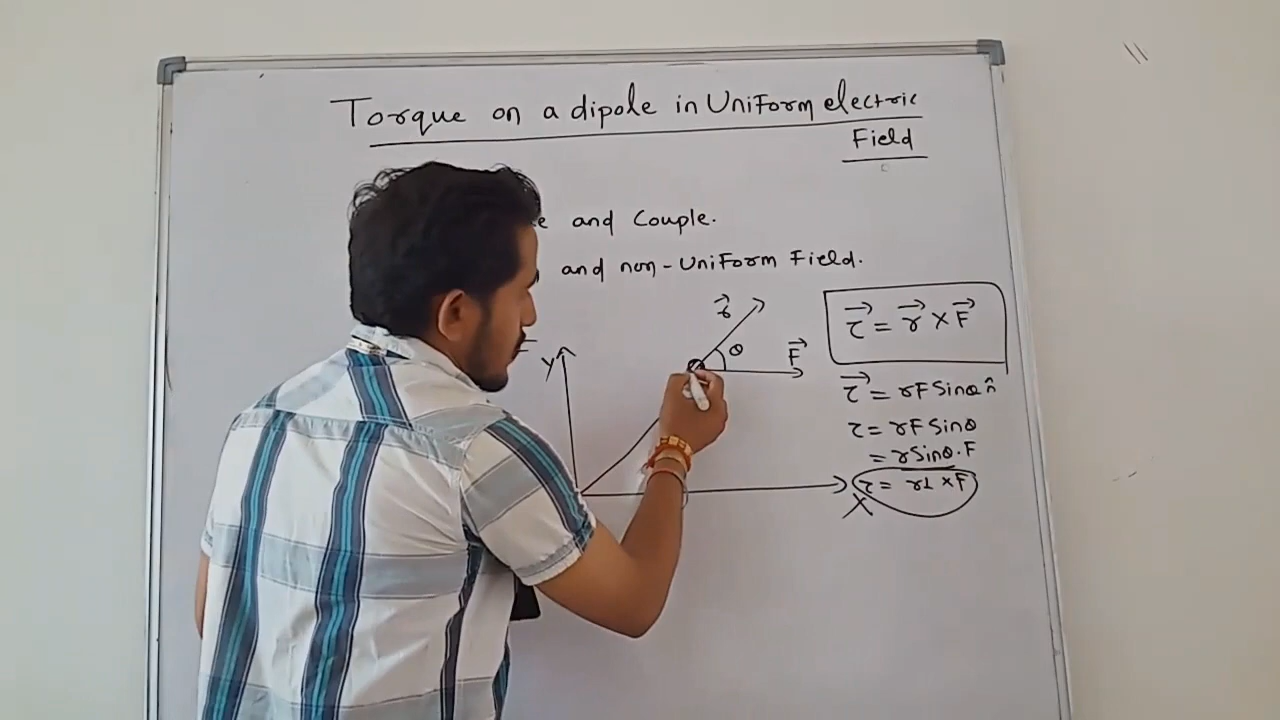 Torque on a dipole in UniForm electric
Field
and Couple.
and non-UniForm Field.
Y
r⃗
θ
F⃗
X
τ⃗ = r⃗ × F⃗
τ⃗ = rF Sinθ n̂
τ = rF Sinθ
= r Sinθ . F
τ = r⊥ × F